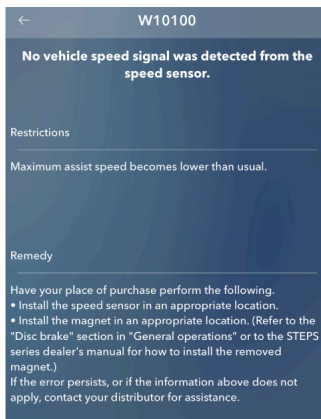 W10100
No vehicle speed signal was detected from the
speed sensor.
Restrictions
Maximum assist speed becomes lower than usual.
Remedy
Have your place of purchase perform the following.
• Install the speed sensor in an appropriate location.
• Install the magnet in an appropriate location. (Refer to the
"Disc brake" section in "General operations" or to the STEPS
series dealer's manual for how to install the removed
magnet.)
If the error persists, or if the information above does not
apply, contact your distributor for assistance.